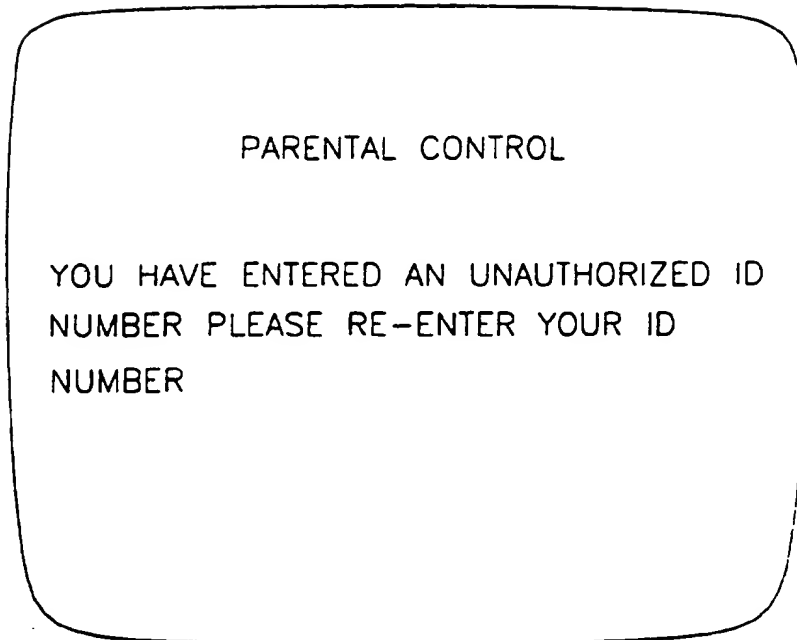 PARENTAL CONTROL
YOU HAVE ENTERED AN UNAUTHORIZED ID
NUMBER PLEASE RE-ENTER YOUR ID
NUMBER